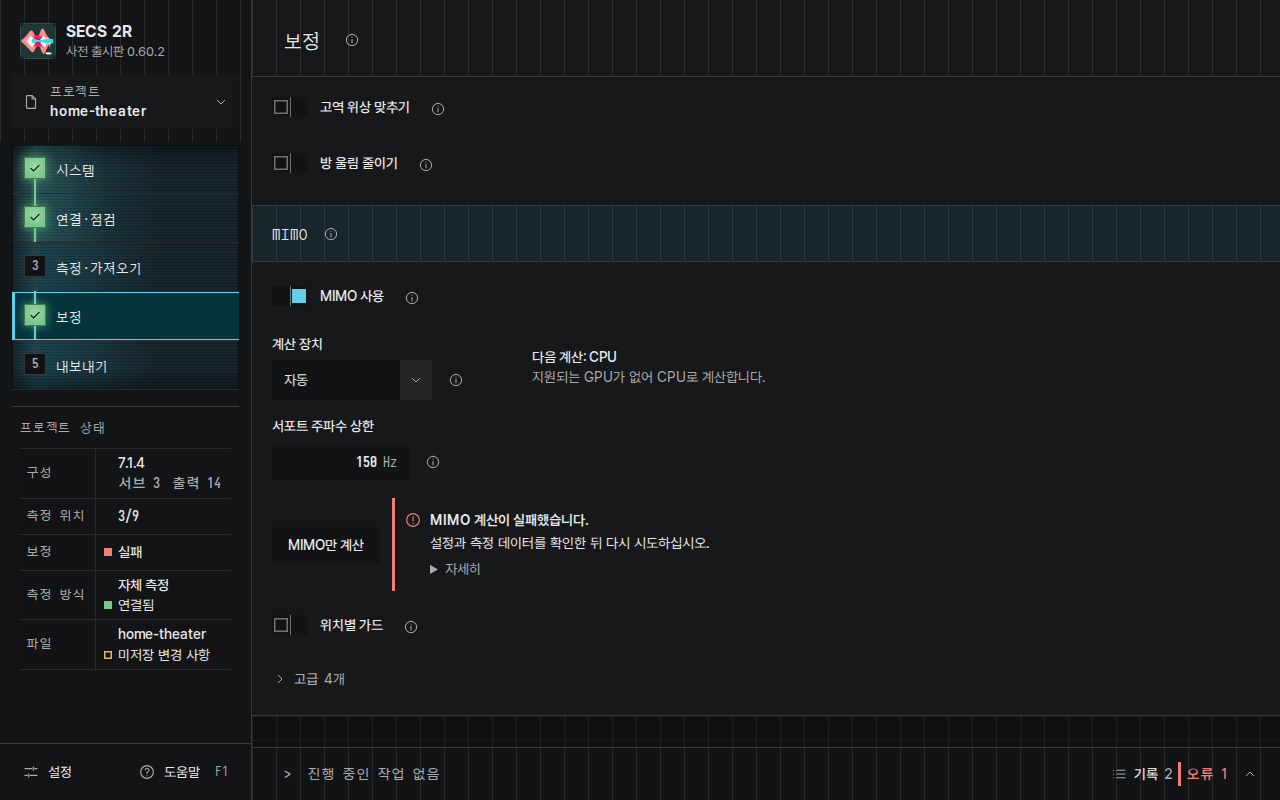 SECS 2R
사전 출시판 0.60.2
프로젝트
home-theater
시스템
연결·점검
3 측정·가져오기
보정
5 내보내기
프로젝트 상태
구성 7.1.4
서브 3 출력 14
측정 위치 3/9
보정 실패
측정 방식 자체 측정
연결됨
파일 home-theater
미저장 변경 사항
설정 도움말 F1
보정
고역 위상 맞추기
방 울림 줄이기
MIMO
MIMO 사용
계산 장치
자동
다음 계산: CPU
지원되는 GPU가 없어 CPU로 계산합니다.
서포트 주파수 상한
150 Hz
MIMO만 계산
MIMO 계산이 실패했습니다.
설정과 측정 데이터를 확인한 뒤 다시 시도하십시오.
▶ 자세히
위치별 가드
고급 4개
> 진행 중인 작업 없음
기록 2 오류 1